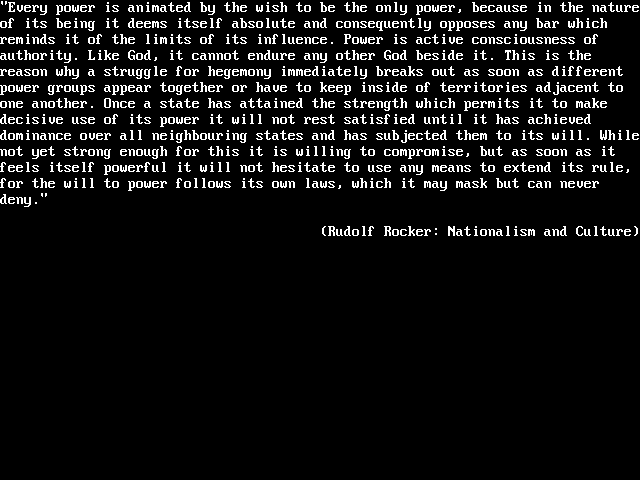 "Every power is animated by the wish to be the only power, because in the nature
of its being it deems itself absolute and consequently opposes any bar which
reminds it of the limits of its influence. Power is active consciousness of
authority. Like God, it cannot endure any other God beside it. This is the
reason why a struggle for hegemony immediately breaks out as soon as different
power groups appear together or have to keep inside of territories adjacent to
one another. Once a state has attained the strength which permits it to make
decisive use of its power it will not rest satisfied until it has achieved
dominance over all neighbouring states and has subjected them to its will. While
not yet strong enough for this it is willing to compromise, but as soon as it
feels itself powerful it will not hesitate to use any means to extend its rule,
for the will to power follows its own laws, which it may mask but can never
deny."
(Rudolf Rocker: Nationalism and Culture)